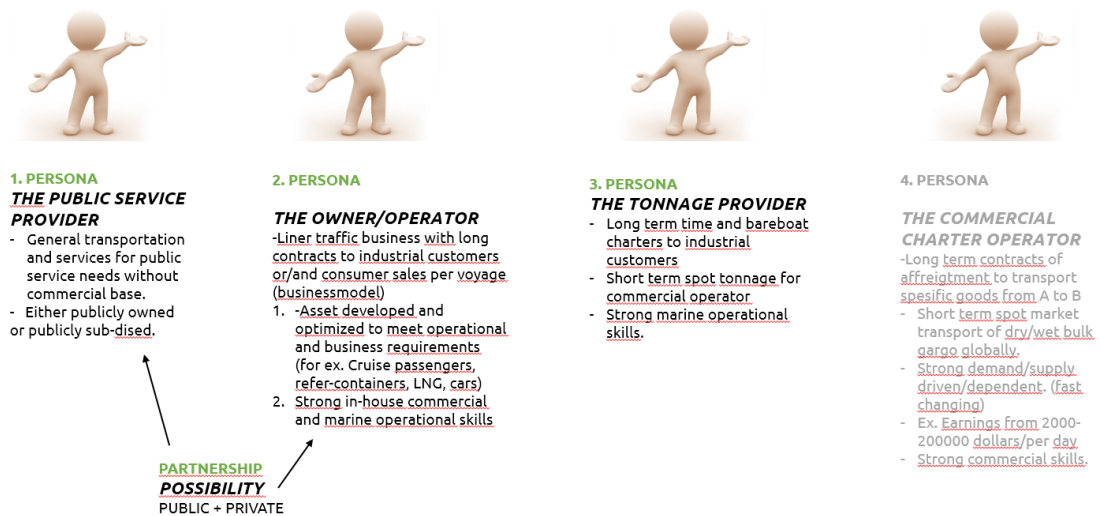 1. PERSONA
THE PUBLIC SERVICE
PROVIDER
- General transportation
and services for public
service needs without
commercial base.
- Either publicly owned
or publicly sub-dised.
2. PERSONA
THE OWNER/OPERATOR
-Liner traffic business with long
contracts to industrial customers
or/and consumer sales per voyage
(businessmodel)
1. -Asset developed and
optimized to meet operational
and business requirements
(for ex. Cruise passengers,
refer-containers, LNG, cars)
2. Strong in-house commercial
and marine operational skills
PARTNERSHIP
POSSIBILITY
PUBLIC + PRIVATE
3. PERSONA
THE TONNAGE PROVIDER
- Long term time and bareboat
charters to industrial
customers
- Short term spot tonnage for
commercial operator
- Strong marine operational
skills.
4. PERSONA
THE COMMERCIAL
CHARTER OPERATOR
-Long term contracts of
affreigtment to transport
spesific goods from A to B
- Short term spot market
transport of dry/wet bulk
gargo globally.
- Strong demand/supply
driven/dependent. (fast
changing)
- Ex. Earnings from 2000-
200000 dollars/per day
- Strong commercial skills.